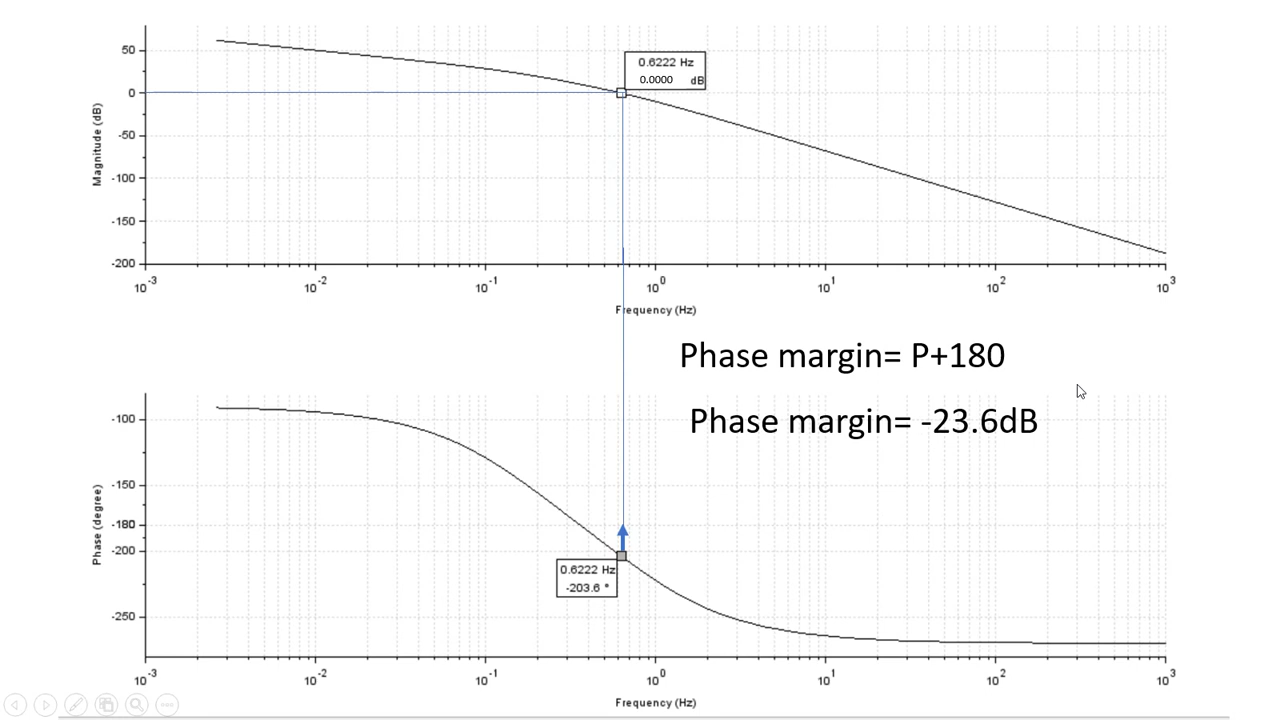 50
0
-50
-100
-150
-200
Magnitude (dB)
0.6222 Hz
0.0000 dB
10-3 10-2 10-1 100 101 102 103
Frequency (Hz)
Phase margin= P+180
Phase margin= -23.6dB
-100
-150
-180
-200
-250
Phase (degree)
0.6222 Hz
-203.6 °
10-3 10-2 10-1 100 101 102 103
Frequency (Hz)